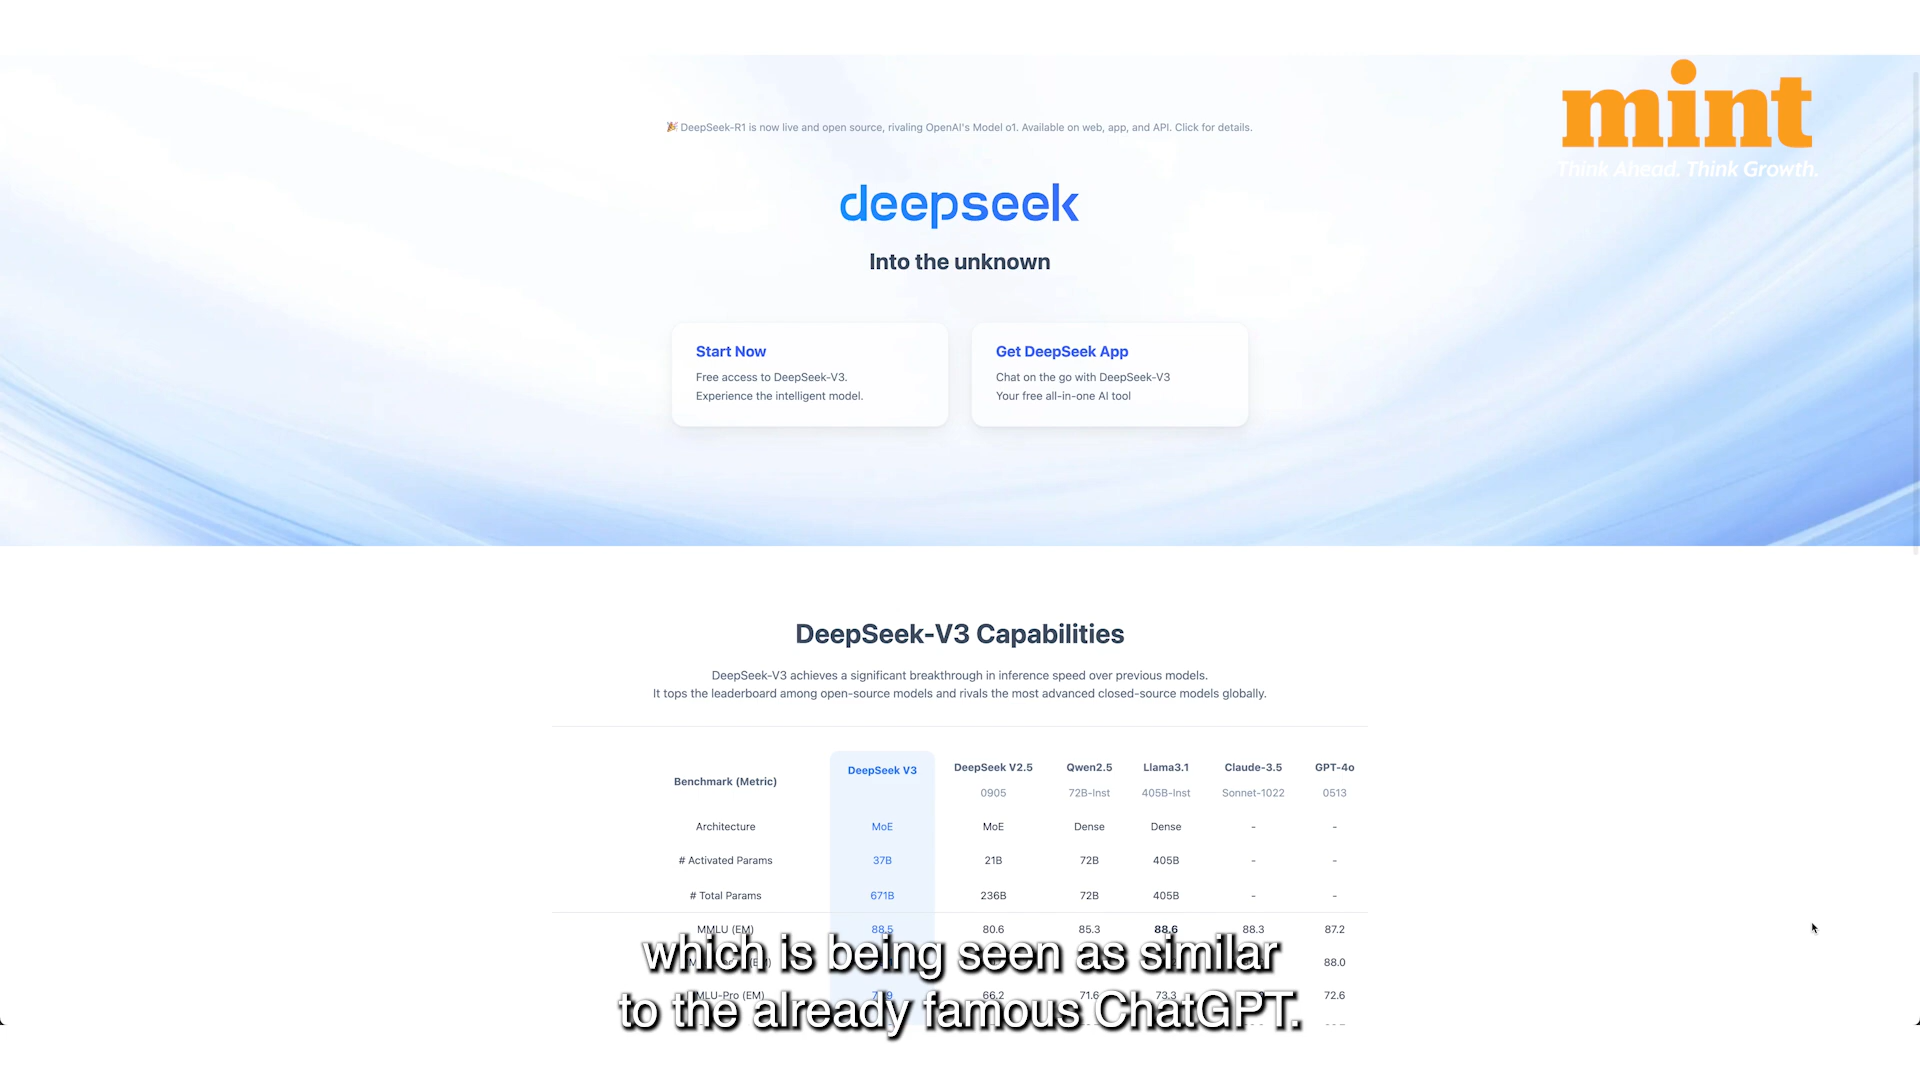 mint
Think Ahead. Think Growth.
🎉 DeepSeek-R1 is now live and open source, rivaling OpenAI's Model o1. Available on web, app, and API. Click for details.
deepseek
Into the unknown
Start Now
Free access to DeepSeek-V3.
Experience the intelligent model.
Get DeepSeek App
Chat on the go with DeepSeek-V3
Your free all-in-one AI tool
DeepSeek-V3 Capabilities
DeepSeek-V3 achieves a significant breakthrough in inference speed over previous models.
It tops the leaderboard among open-source models and rivals the most advanced closed-source models globally.
Benchmark (Metric) DeepSeek V3 DeepSeek V2.5 Qwen2.5 Llama3.1 Claude-3.5 GPT-4o
0905 72B-Inst 405B-Inst Sonnet-1022 0513
Architecture MoE MoE Dense Dense - -
# Activated Params 37B 21B 72B 405B - -
# Total Params 671B 236B 72B 405B - -
MMLU (EM) 88.5 80.6 85.3 88.6 88.3 87.2
88.0
66.2 71.6 73.3 72.6
which is being seen as similar
to the already famous ChatGPT.